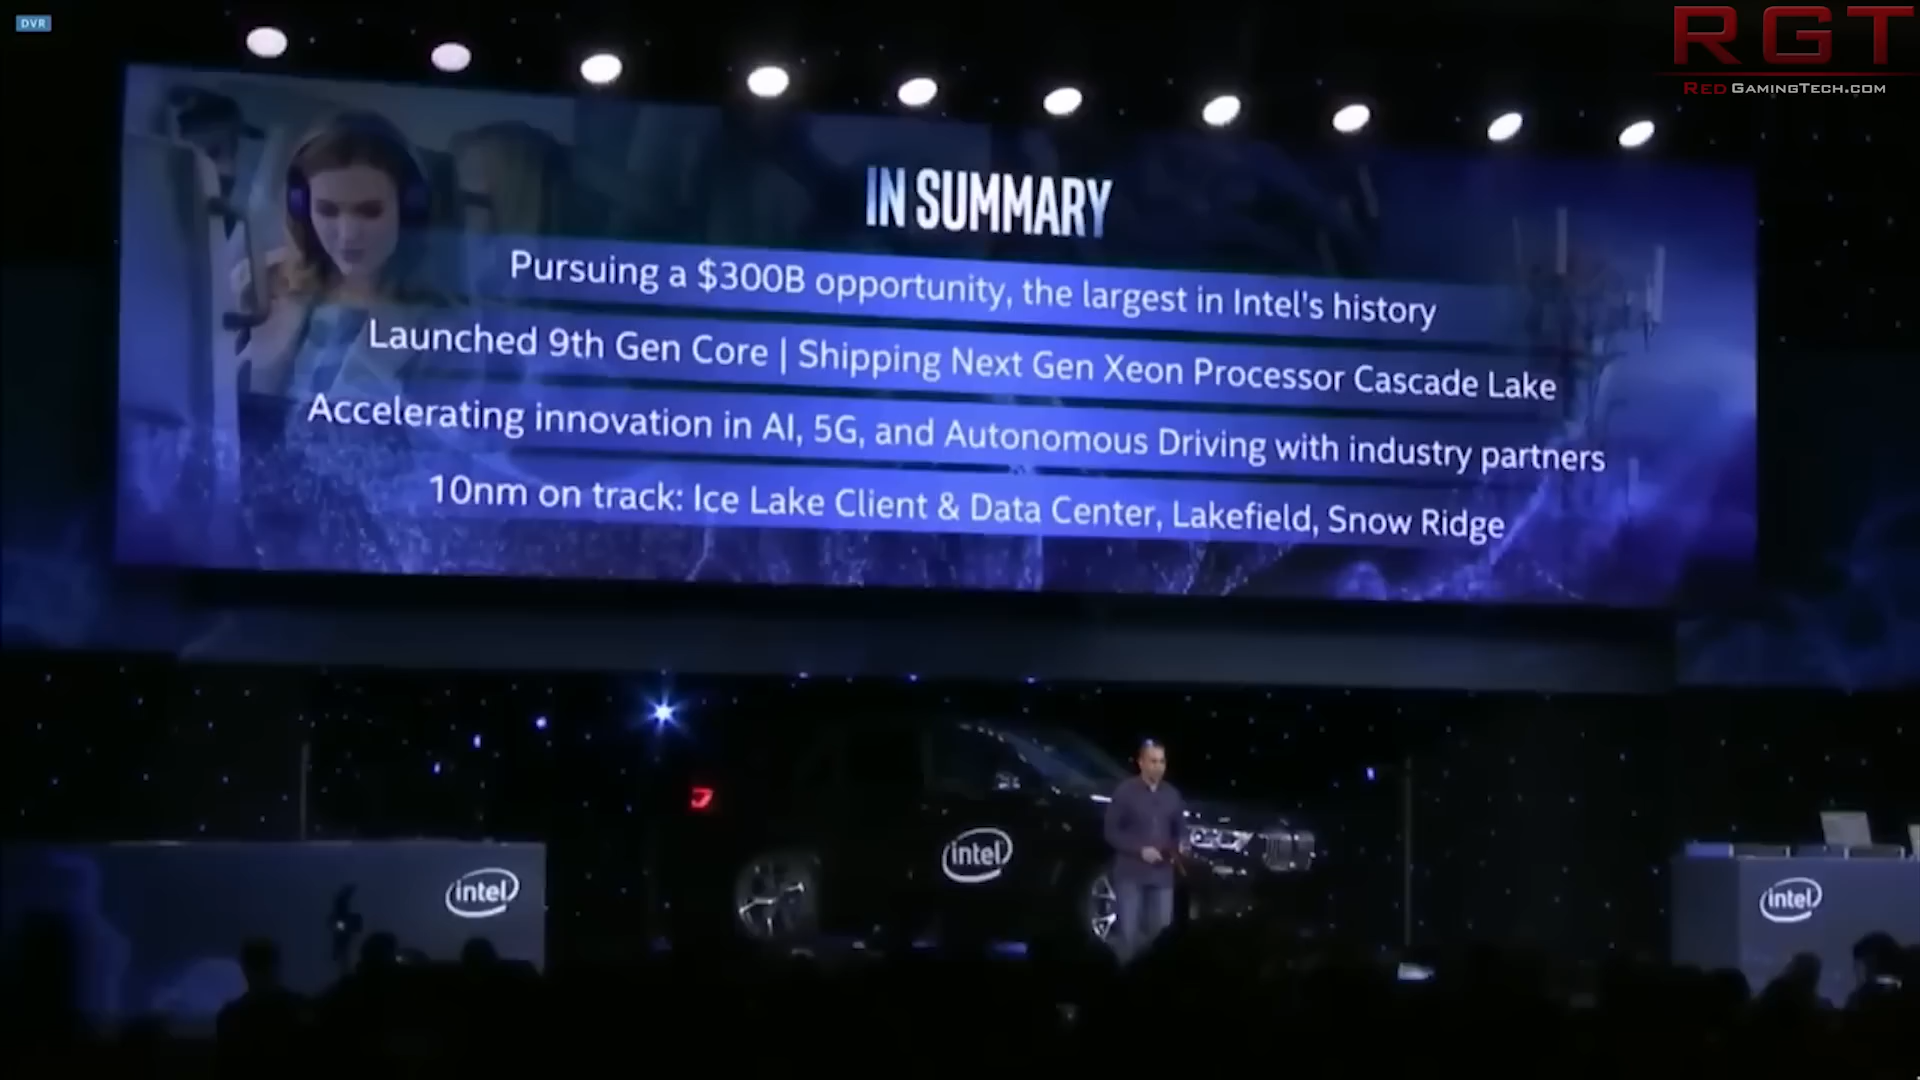 DVR
RGT
RED GAMINGTECH.COM
IN SUMMARY
Pursuing a $300B opportunity, the largest in Intel's history
Launched 9th Gen Core | Shipping Next Gen Xeon Processor Cascade Lake
Accelerating innovation in AI, 5G, and Autonomous Driving with industry partners
10nm on track: Ice Lake Client & Data Center, Lakefield, Snow Ridge
intel
intel
intel